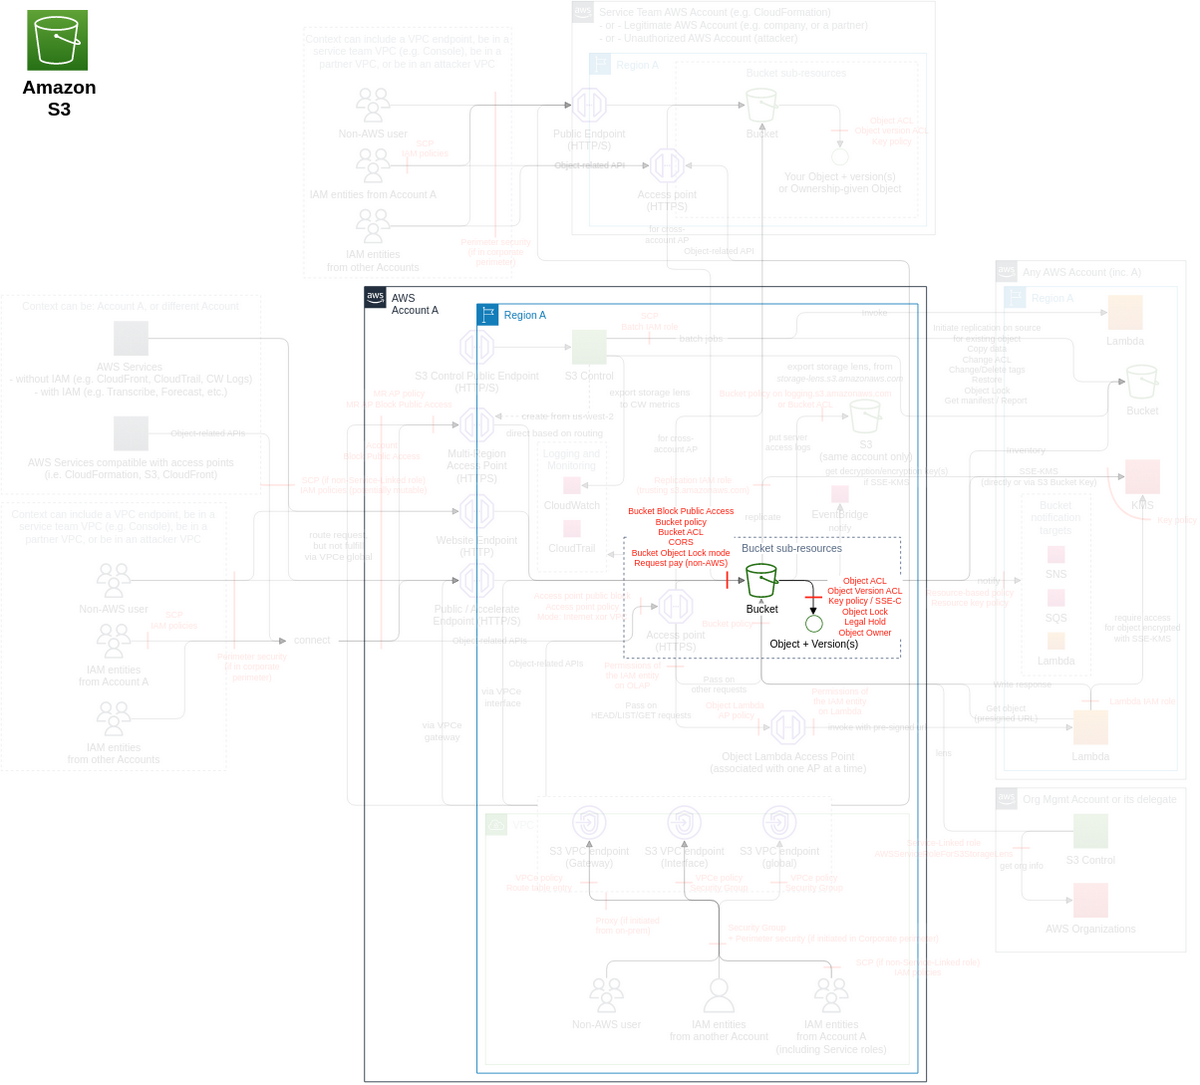 Amazon
S3
Service Team AWS Account (e.g. CloudFormation)
- or - Legitimate AWS Account (e.g. company, or a partner)
- or - Unauthorized AWS Account (attacker)
Context can include a VPC endpoint, be in a
service team VPC (e.g. Console), be in a
partner VPC, or be in an attacker VPC
Region A
Bucket sub-resources
Non-AWS user
SCP
IAM policies
IAM entities from Account A
IAM entities
from other Accounts
Perimeter security
(if in corporate
perimeter)
Public Endpoint
(HTTP/S)
Object-related API
Access point
(HTTPS)
Bucket
Object ACL
Object version ACL
Key policy
Your Object + version(s)
or Ownership-given Object
for cross-
account AP
Object-related API
Context can be: Account A, or different Account
AWS Services
- without IAM (e.g. CloudFront, CloudTrail, CW Logs)
- with IAM (e.g. Transcribe, Forecast, etc.)
Object-related APIs
AWS Services compatible with access points
(i.e. CloudFormation, S3, CloudFront)
SCP (if non-Service-Linked role)
Context can include a VPC endpoint, be in a
service team VPC (e.g. Console), be in a
partner VPC, or be in an attacker VPC
Non-AWS user
SCP
IAM policies
IAM entities
from Account A
IAM entities
from other Accounts
Perimeter security
(if in corporate
perimeter)
connect
route request
but not fulfill
via VPCe global
AWS
Account A
Region A
S3 Control Public Endpoint
(HTTP/S)
S3 Control
SCP
Batch IAM role
batch jobs
invoke
MR AP policy
MR AP Block Public Access
Account
Block Public Access
Multi-Region
Access Point
(HTTPS)
create from us-west-2
direct based on routing
export storage lens
to CW metrics
export storage lens, from
storage-lens.s3.amazonaws.com
Bucket policy on logging.s3.amazonaws.com
or Bucket ACL
Logging and
Monitoring
CloudWatch
CloudTrail
for cross-
account AP
put server
access logs
S3
(same account only)
get decryption/encryption key(s)
if SSE-KMS
Replication IAM role
replicate
EventBridge
notify
Website Endpoint
(HTTP)
Public / Accelerate
Endpoint (HTTP/S)
Object-related APIs
Object-related APIs
Bucket Block Public Access
Bucket policy
Bucket ACL
CORS
Bucket Object Lock mode
Request pay (non-AWS)
Bucket sub-resources
Bucket
Object ACL
Object Version ACL
Key policy / SSE-C
Object Lock
Legal Hold
Object Owner
Object + Version(s)
Access point policy
Access point
(HTTPS)
Bucket policy
Permissions of
the IAM entity
on OLAP
Pass on
other requests
Pass on
HEAD/LIST/GET requests
Object Lambda
AP policy
Permissions of
the IAM entity
on Lambda
Object Lambda Access Point
(associated with one AP at a time)
via VPCe
interface
via VPCe
gateway
VPC
S3 VPC endpoint
(Gateway)
S3 VPC endpoint
(Interface)
S3 VPC endpoint
(global)
VPCe policy
Route table entry
VPCe policy
Security Group
VPCe policy
Security Group
Proxy (if initiated
from on-prem)
Security Group
+ Perimeter security (if initiated in Corporate perimeter)
SCP (if non-Service-Linked role)
IAM policies
Non-AWS user
IAM entities
from another Account
IAM entities
from Account A
(including Service roles)
Any AWS Account (inc. A)
Region A
Lambda
Initiate replication on source
for existing object
Copy data
Change ACL
Change/Delete tags
Restore
Object Lock
Get manifest / Report
Bucket
inventory
SSE-KMS
(directly or via S3 Bucket Key)
KMS
Key policy
Bucket
notification
targets
SNS
SQS
Lambda
notify
Resource-based policy
Resource key policy
require access
for object encrypted
with SSE-KMS
Write response
Lambda IAM role
Get object
(presigned URL)
Lambda
lens
Org Mgmt Account or its delegate
Service-Linked role
AWSServiceRoleForS3StorageLens
get org info
S3 Control
AWS Organizations